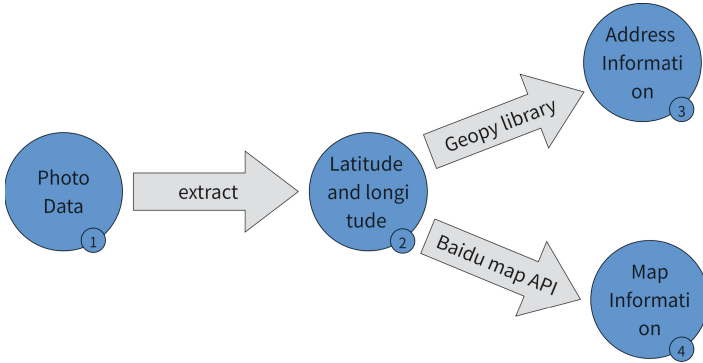 Photo
Data
1
extract
Latitude
and longi
tude
2
Geopy library
Address
Informati
on
3
Baidu map API
Map
Informati
on
4